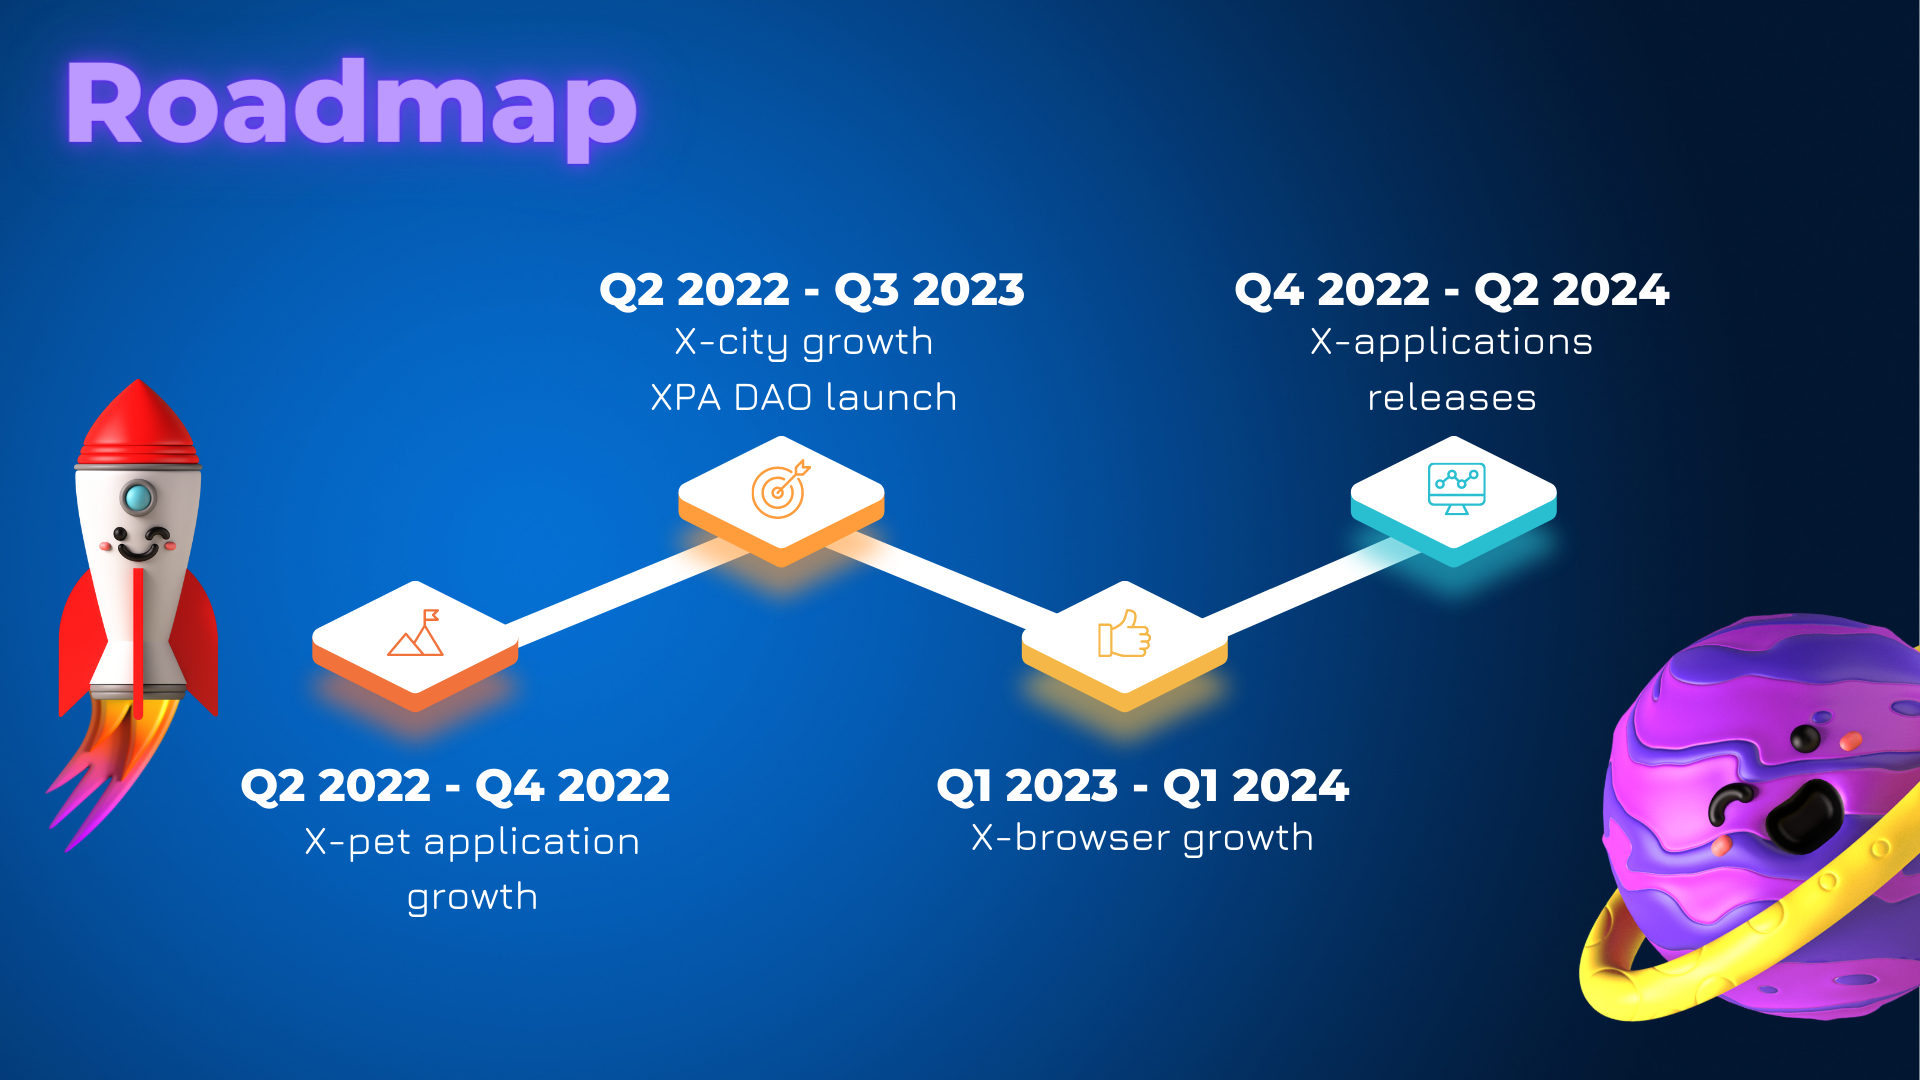 Roadmap
Q2 2022 - Q3 2023
X-city growth
XPA DAO launch
Q4 2022 - Q2 2024
X-applications
releases
Q2 2022 - Q4 2022
X-pet application
growth
Q1 2023 - Q1 2024
X-browser growth